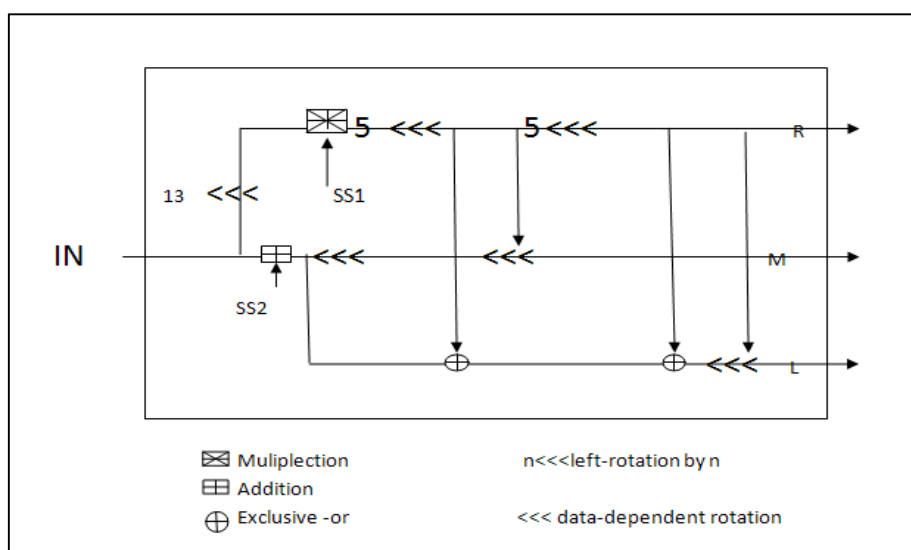 5 <<< 5 <<< R
13 <<< SS1
IN <<< <<< M
SS2
<<< L
Muliplection n<<<left-rotation by n
Addition
Exclusive -or <<< data-dependent rotation